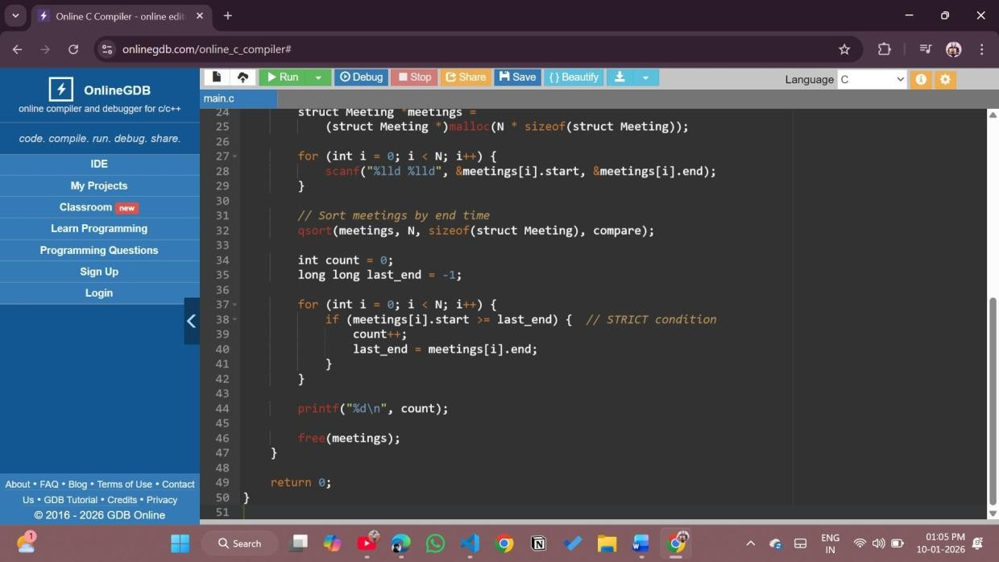 Online C Compiler - online edit
onlinegdb.com/online_c_compiler#
OnlineGDB
online compiler and debugger for c/c++
code. compile. run. debug. share.
IDE
My Projects
Classroom new
Learn Programming
Programming Questions
Sign Up
Login
About • FAQ • Blog • Terms of Use • Contact
Us • GDB Tutorial • Credits • Privacy
© 2016 - 2026 GDB Online
Run Debug Stop Share Save { } Beautify Language C
main.c
24 struct Meeting *meetings =
25 (struct Meeting *)malloc(N * sizeof(struct Meeting));
26
27 for (int i = 0; i < N; i++) {
28 scanf("%lld %lld", &meetings[i].start, &meetings[i].end);
29 }
30
31 // Sort meetings by end time
32 qsort(meetings, N, sizeof(struct Meeting), compare);
33
34 int count = 0;
35 long long last_end = -1;
36
37 for (int i = 0; i < N; i++) {
38 if (meetings[i].start >= last_end) { // STRICT condition
39 count++;
40 last_end = meetings[i].end;
41 }
42 }
43
44 printf("%d\n", count);
45
46 free(meetings);
47 }
48
49 return 0;
50 }
51
1
Search
ENG
IN
01:05 PM
10-01-2026